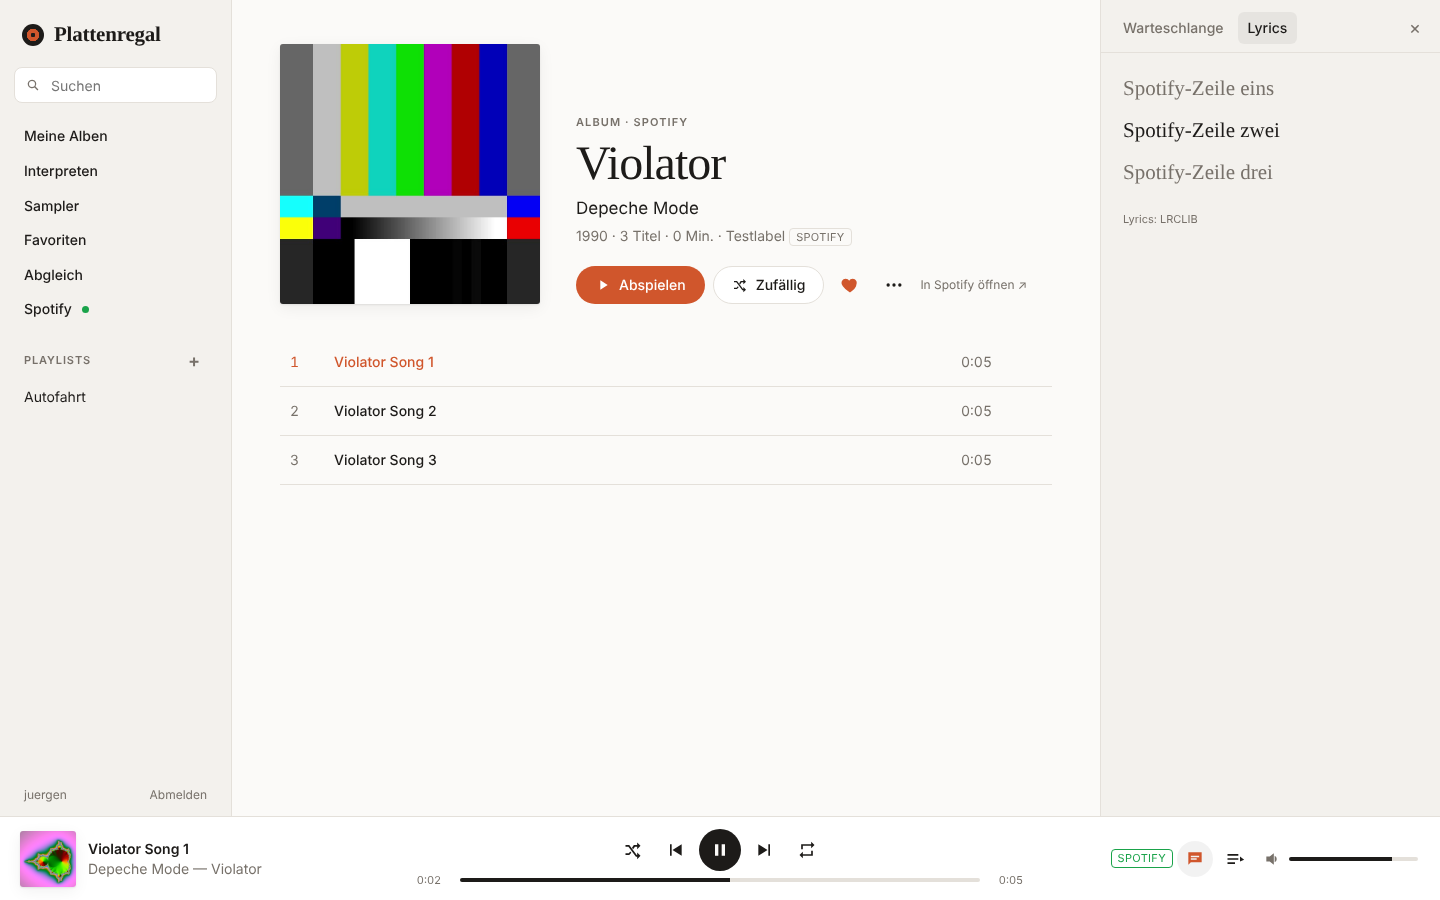 Plattenregal
Suchen
Meine Alben
Interpreten
Sampler
Favoriten
Abgleich
Spotify
PLAYLISTS
+
Autofahrt
juergen
Abmelden
ALBUM · SPOTIFY
Violator
Depeche Mode
1990 · 3 Titel · 0 Min. · Testlabel SPOTIFY
Abspielen
Zufällig
In Spotify öffnen ↗
1 Violator Song 1 0:05
2 Violator Song 2 0:05
3 Violator Song 3 0:05
Warteschlange
Lyrics
Spotify-Zeile eins
Spotify-Zeile zwei
Spotify-Zeile drei
Lyrics: LRCLIB
Violator Song 1
Depeche Mode — Violator
0:02
0:05
SPOTIFY